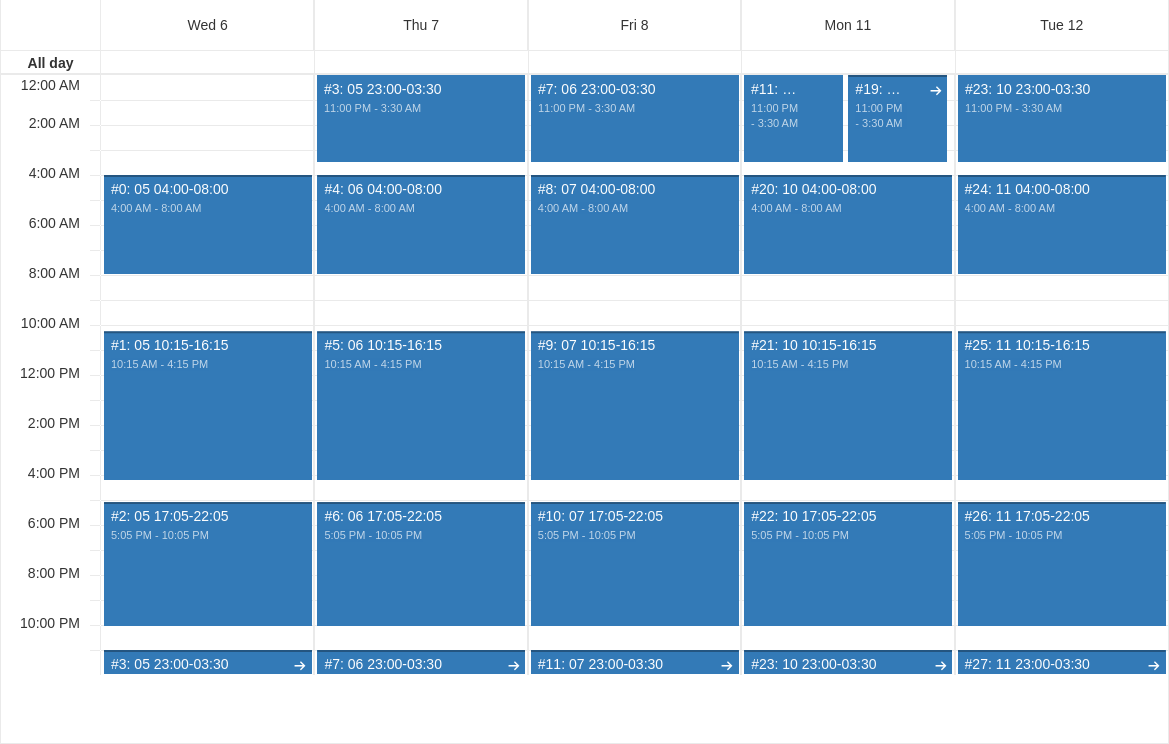 Wed 6
Thu 7
Fri 8
Mon 11
Tue 12
All day
12:00 AM
2:00 AM
4:00 AM
6:00 AM
8:00 AM
10:00 AM
12:00 PM
2:00 PM
4:00 PM
6:00 PM
8:00 PM
10:00 PM
#0: 05 04:00-08:00
4:00 AM - 8:00 AM
#1: 05 10:15-16:15
10:15 AM - 4:15 PM
#2: 05 17:05-22:05
5:05 PM - 10:05 PM
#3: 05 23:00-03:30
#3: 05 23:00-03:30
11:00 PM - 3:30 AM
#4: 06 04:00-08:00
4:00 AM - 8:00 AM
#5: 06 10:15-16:15
10:15 AM - 4:15 PM
#6: 06 17:05-22:05
5:05 PM - 10:05 PM
#7: 06 23:00-03:30
#7: 06 23:00-03:30
11:00 PM - 3:30 AM
#8: 07 04:00-08:00
4:00 AM - 8:00 AM
#9: 07 10:15-16:15
10:15 AM - 4:15 PM
#10: 07 17:05-22:05
5:05 PM - 10:05 PM
#11: 07 23:00-03:30
#11: …
11:00 PM
- 3:30 AM
#19: …
11:00 PM
- 3:30 AM
#20: 10 04:00-08:00
4:00 AM - 8:00 AM
#21: 10 10:15-16:15
10:15 AM - 4:15 PM
#22: 10 17:05-22:05
5:05 PM - 10:05 PM
#23: 10 23:00-03:30
#23: 10 23:00-03:30
11:00 PM - 3:30 AM
#24: 11 04:00-08:00
4:00 AM - 8:00 AM
#25: 11 10:15-16:15
10:15 AM - 4:15 PM
#26: 11 17:05-22:05
5:05 PM - 10:05 PM
#27: 11 23:00-03:30